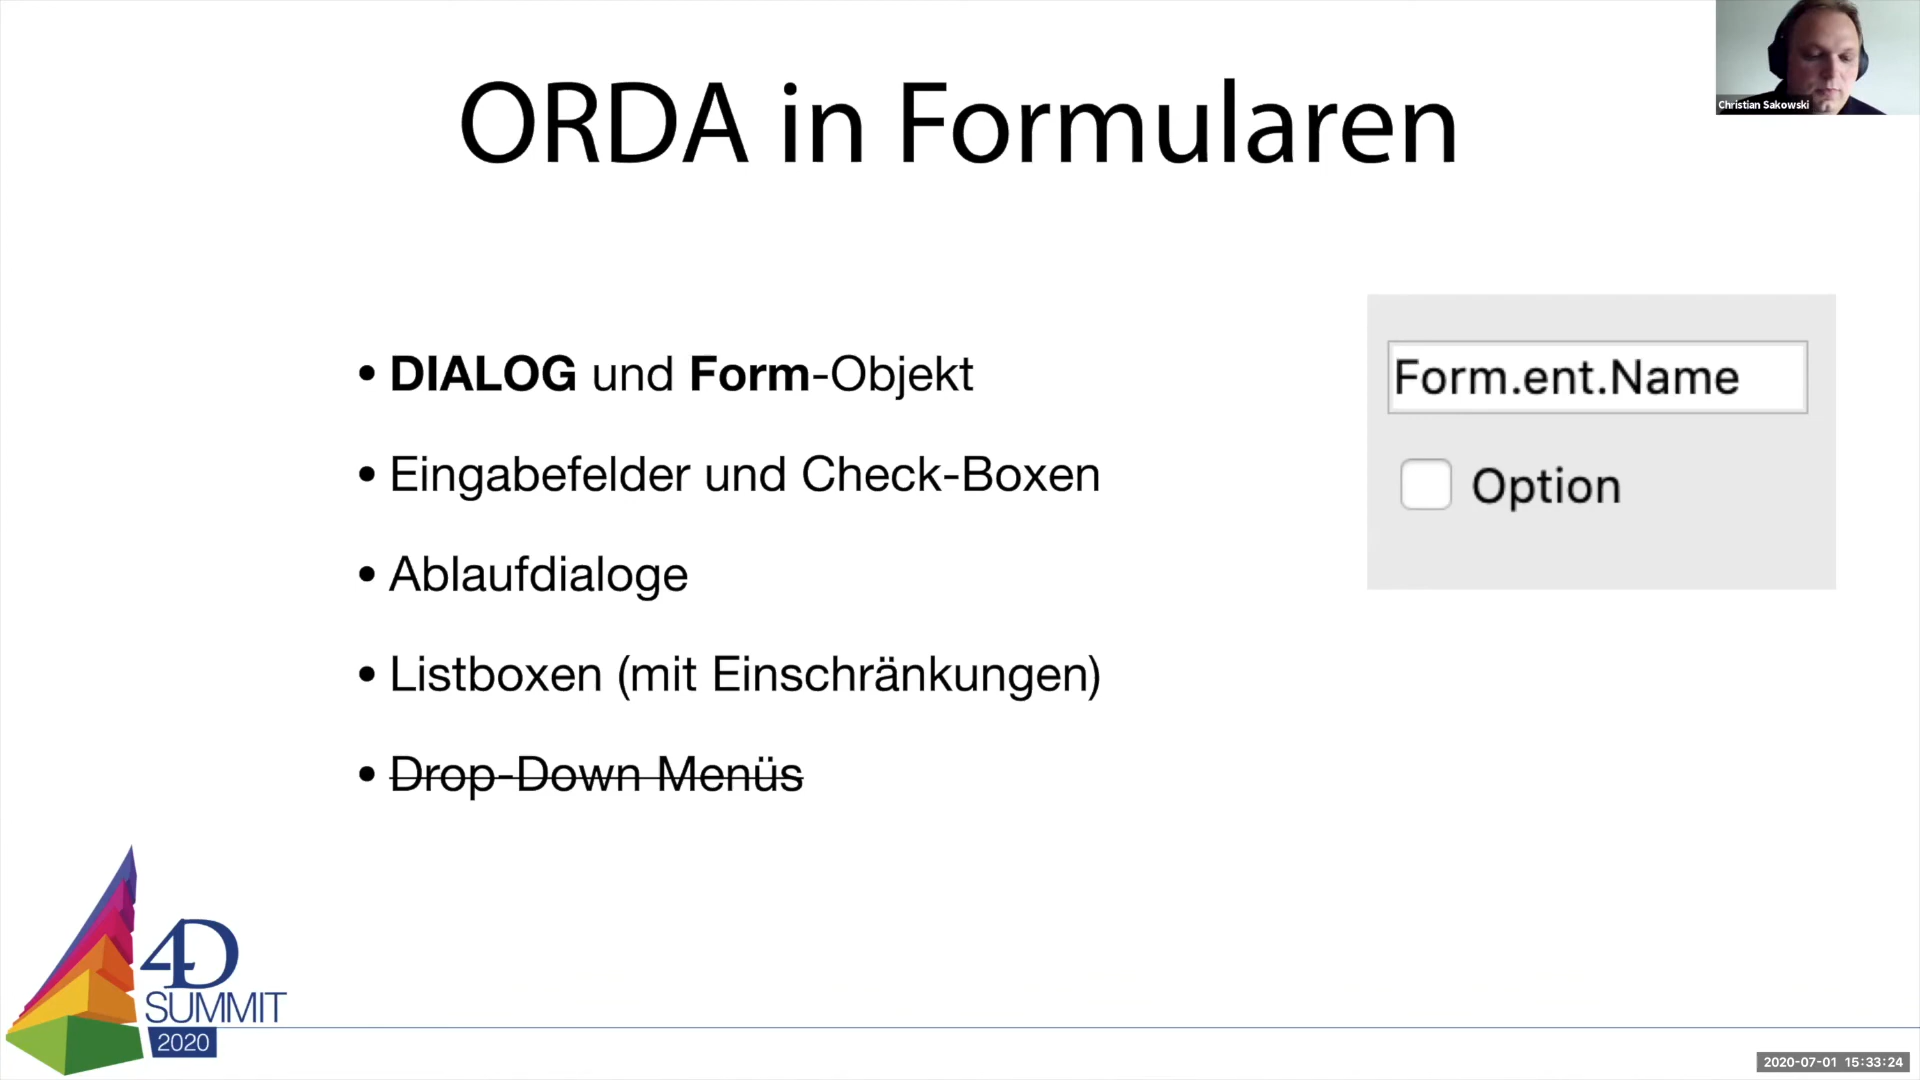 ORDA in Formularen
Christian Sakowski
• DIALOG und Form-Objekt
• Eingabefelder und Check-Boxen
• Ablaufdialoge
• Listboxen (mit Einschränkungen)
• Drop-Down Menüs
Form.ent.Name
Option
4D
SUMMIT
2020
2020-07-01 15:33:24